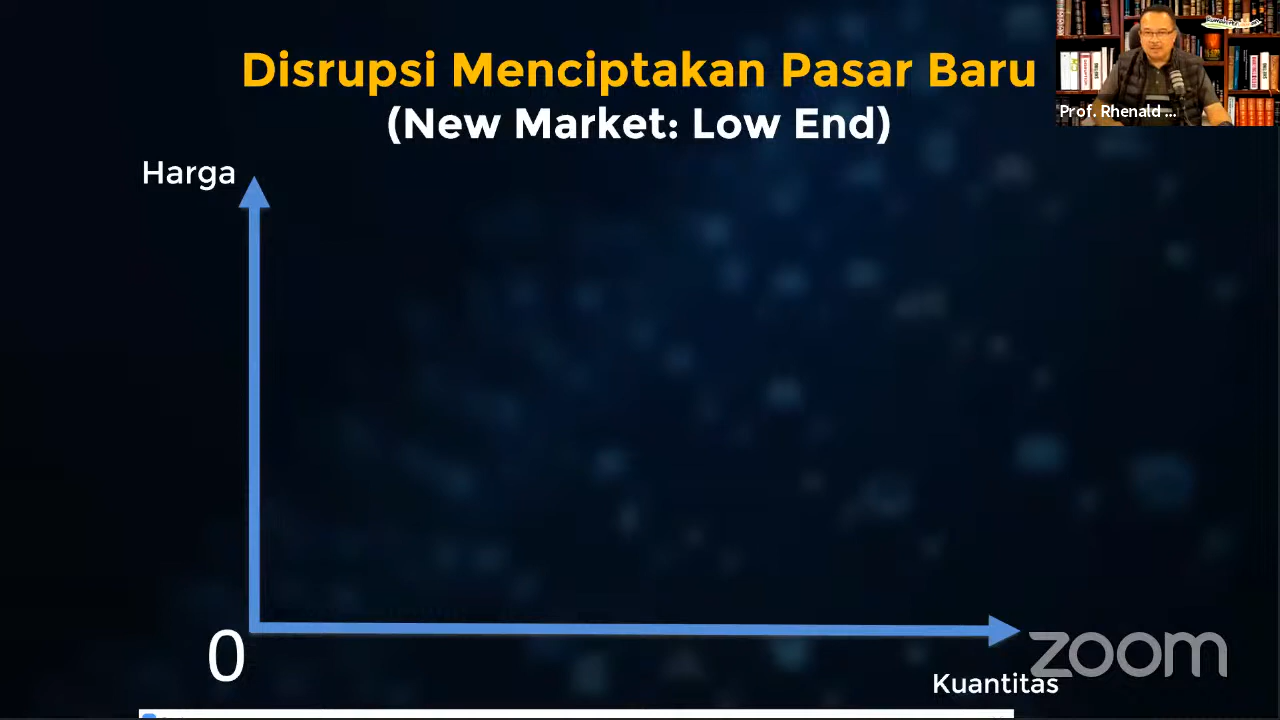 Disrupsi Menciptakan Pasar Baru
(New Market: Low End)
Prof. Rhenald ...
Harga
0
Kuantitas
zoom